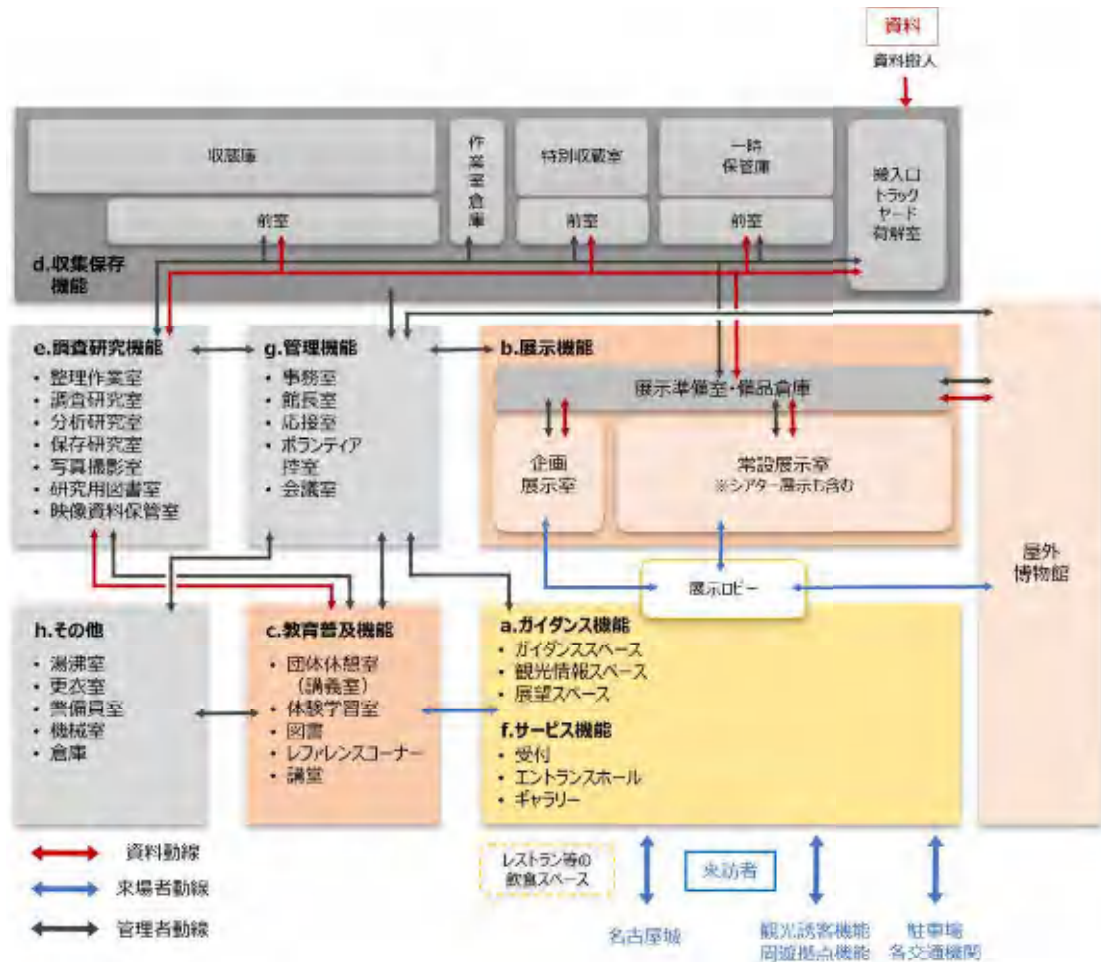 資料
資料搬入
収蔵庫
前室
作業室倉庫
特別収蔵室
前室
一時
保管庫
前室
搬入口
トラック
ヤード
荷解室
d.収集保存
機能
e.調査研究機能
・整理作業室
・調査研究室
・分析研究室
・保存研究室
・写真撮影室
・研究用図書室
・映像資料保管室
g.管理機能
・事務室
・館長室
・応接室
・ボランティア
控室
・会議室
b.展示機能
展示準備室・備品倉庫
企画
展示室
常設展示室
※シアター展示も含む
屋外
博物館
展示ロビー
h.その他
・湯沸室
・更衣室
・警備員室
・機械室
・倉庫
c.教育普及機能
・団体休憩室
（講義室）
・体験学習室
・図書
・レファレンスコーナー
・講堂
a.ガイダンス機能
・ガイダンススペース
・観光情報スペース
・展望スペース
f.サービス機能
・受付
・エントランスホール
・ギャラリー
資料動線
来場者動線
管理者動線
レストラン等の
飲食スペース
来訪者
名古屋城
観光誘客機能
周遊拠点機能
駐車場
各交通機関